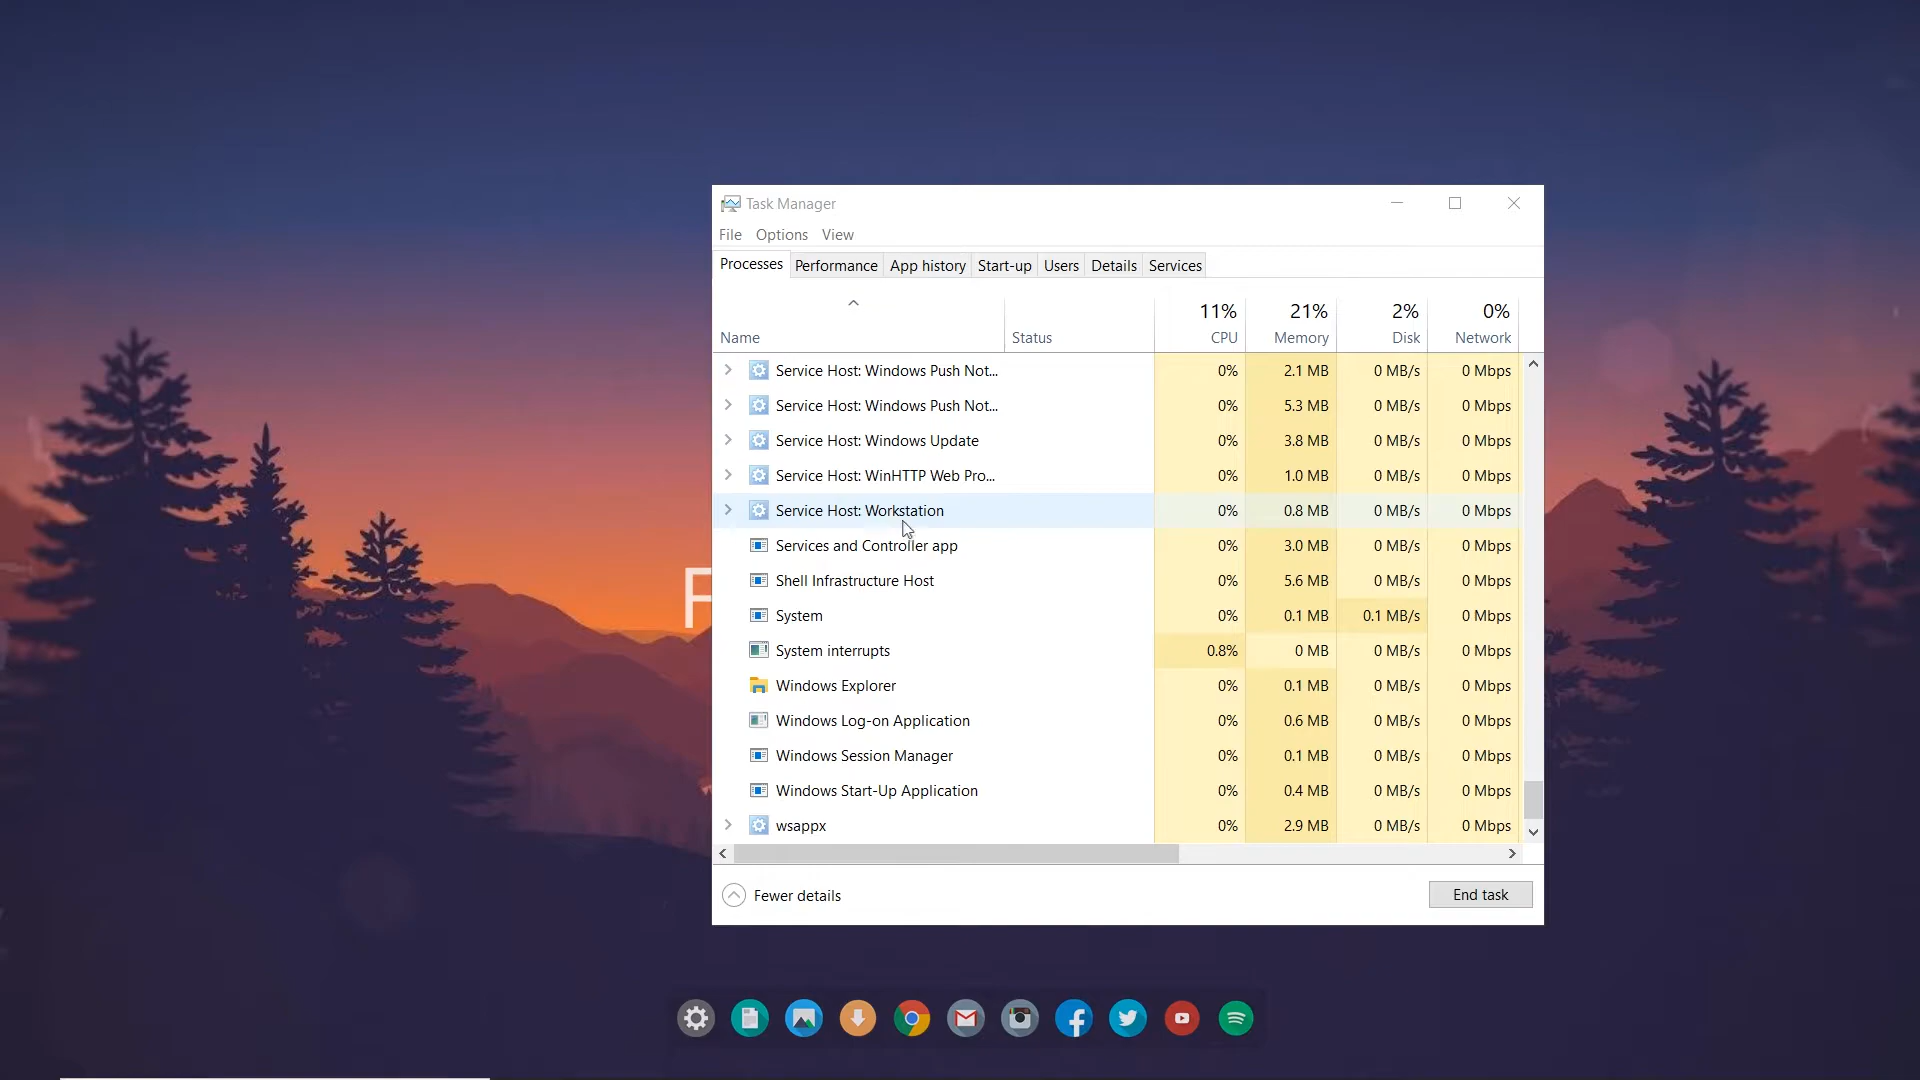 Task Manager
File Options View
Processes Performance App history Start-up Users Details Services
11% 21% 2% 0%
Name Status CPU Memory Disk Network
Service Host: Windows Push Not... 0% 2.1 MB 0 MB/s 0 Mbps
Service Host: Windows Push Not... 0% 5.3 MB 0 MB/s 0 Mbps
Service Host: Windows Update 0% 3.8 MB 0 MB/s 0 Mbps
Service Host: WinHTTP Web Pro... 0% 1.0 MB 0 MB/s 0 Mbps
Service Host: Workstation 0% 0.8 MB 0 MB/s 0 Mbps
Services and Controller app 0% 3.0 MB 0 MB/s 0 Mbps
Shell Infrastructure Host 0% 5.6 MB 0 MB/s 0 Mbps
System 0% 0.1 MB 0.1 MB/s 0 Mbps
System interrupts 0.8% 0 MB 0 MB/s 0 Mbps
Windows Explorer 0% 0.1 MB 0 MB/s 0 Mbps
Windows Log-on Application 0% 0.6 MB 0 MB/s 0 Mbps
Windows Session Manager 0% 0.1 MB 0 MB/s 0 Mbps
Windows Start-Up Application 0% 0.4 MB 0 MB/s 0 Mbps
wsappx 0% 2.9 MB 0 MB/s 0 Mbps
Fewer details End task